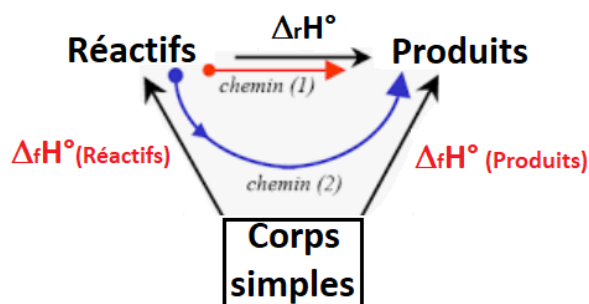 ΔrH°
Réactifs
Produits
chemin (1)
ΔfH°(Réactifs)
ΔfH° (Produits)
chemin (2)
Corps
simples